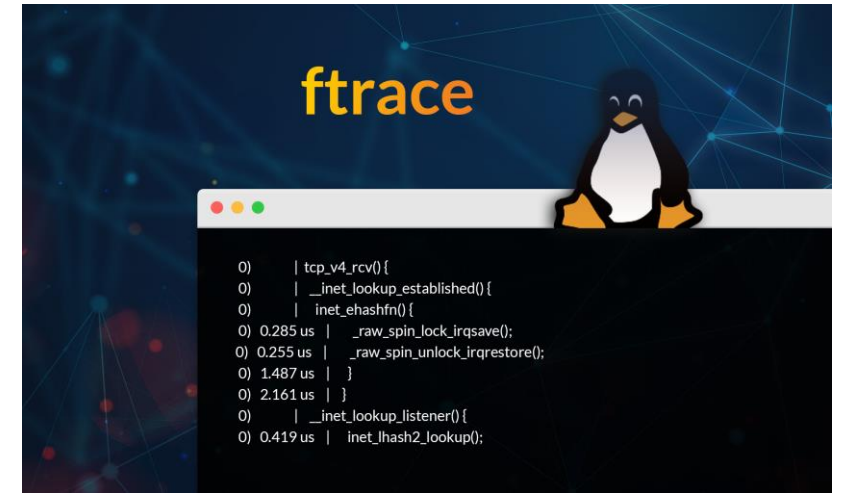 ftrace
0) | tcp_v4_rcv() {
0) | __inet_lookup_established() {
0) | inet_ehashfn() {
0) 0.285 us | _raw_spin_lock_irqsave();
0) 0.255 us | _raw_spin_unlock_irqrestore();
0) 1.487 us | }
0) 2.161 us | }
0) | __inet_lookup_listener() {
0) 0.419 us | inet_lhash2_lookup();